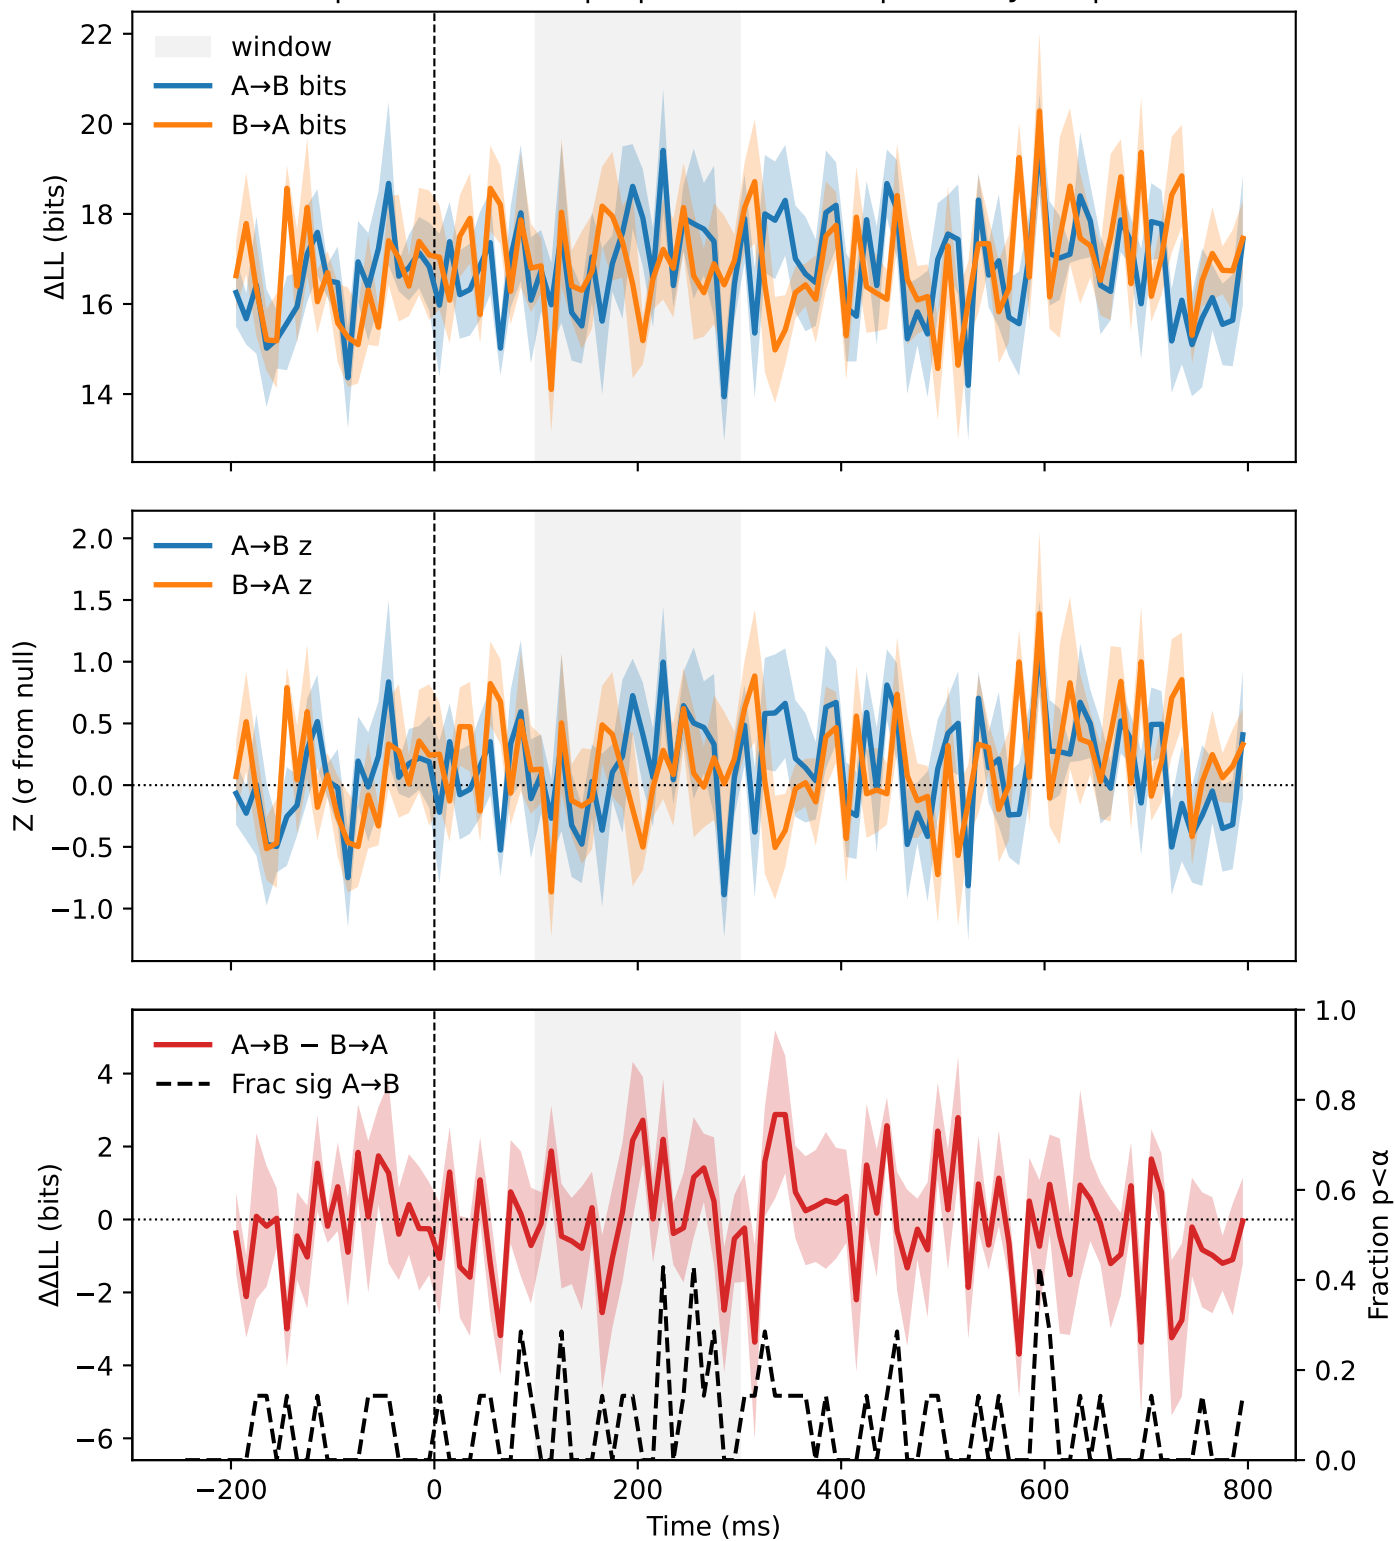 22
20
18
16
14
ΔLL (bits)
window
A→B bits
B→A bits
2.0
1.5
1.0
0.5
0.0
−0.5
−1.0
Z (σ from null)
A→B z
B→A z
4
2
0
−2
−4
−6
ΔΔLL (bits)
A→B − B→A
Frac sig A→B
1.0
0.8
0.6
0.4
0.2
0.0
Fraction p<α
−200 0 200 400 600 800
Time (ms)